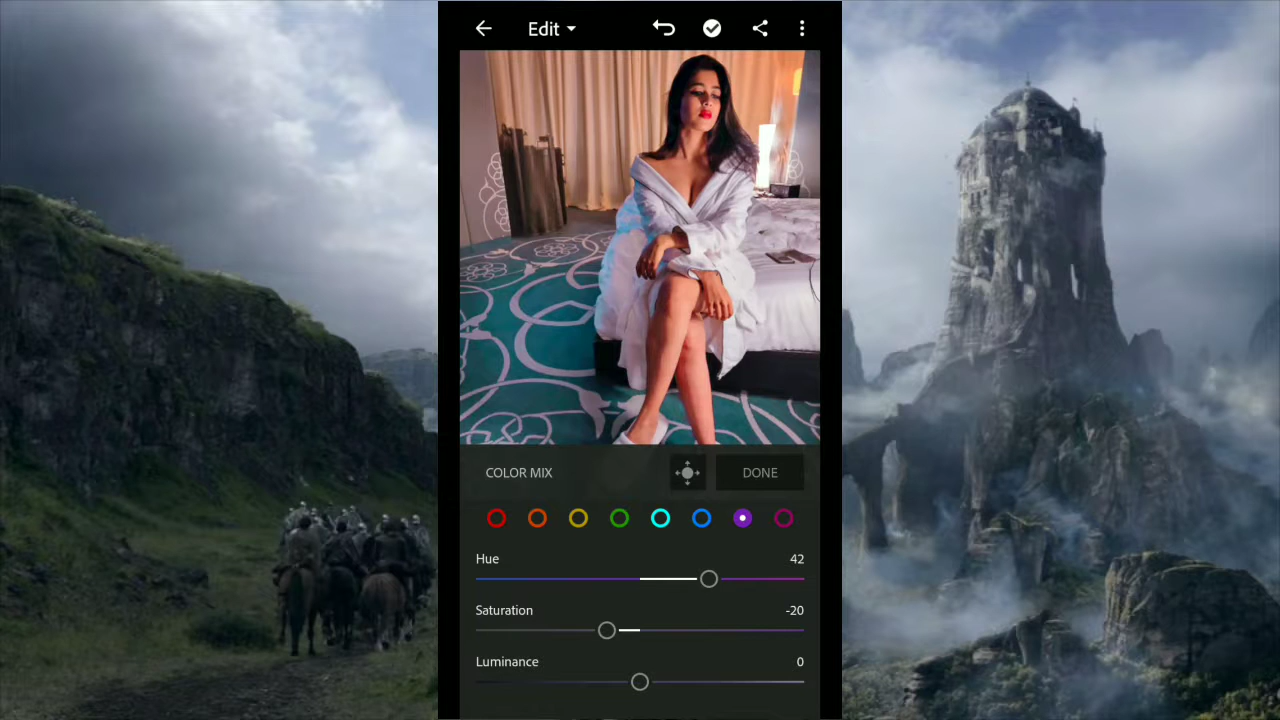 Edit
COLOR MIX
DONE
Hue 42
Saturation -20
Luminance 0